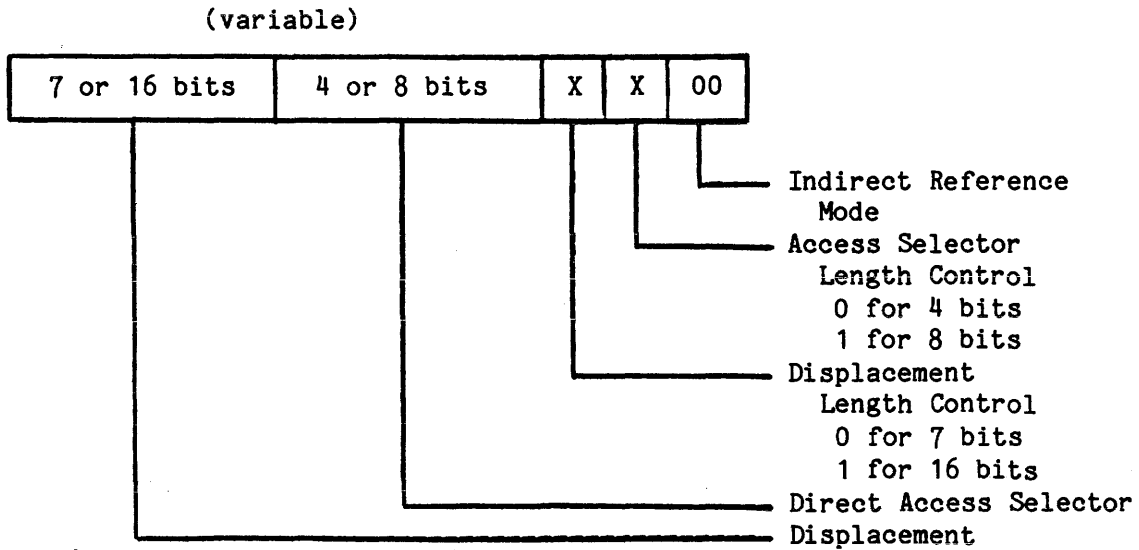 (variable)
7 or 16 bits 4 or 8 bits X X 00
Indirect Reference
Mode
Access Selector
Length Control
0 for 4 bits
1 for 8 bits
Displacement
Length Control
0 for 7 bits
1 for 16 bits
Direct Access Selector
Displacement